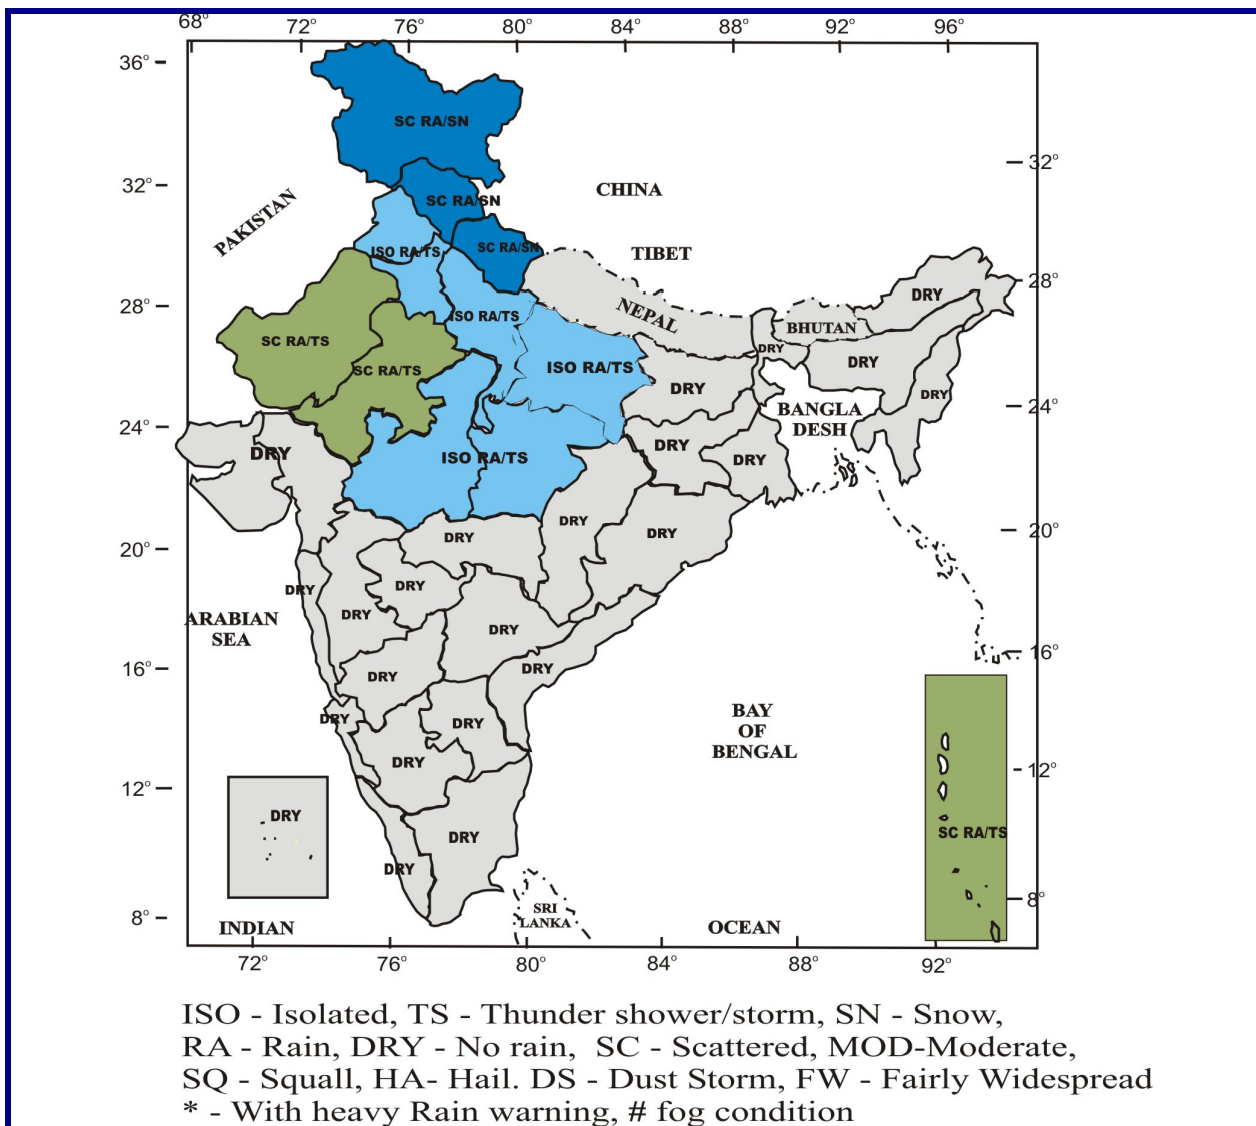 68° 72° 76° 80° 84° 88° 92° 96°
36°
32°
28°
24°
20°
16°
12°
8°
32°
28°
24°
20°
16°
12°
8°
SC RA/SN
SC RA/SN
SC RA/SN
CHINA
PAKISTAN
TIBET
ISO RA/TS
NEPAL
ISO RA/TS
BHUTAN
DRY
SC RA/TS
SC RA/TS
ISO RA/TS
DRY
DRY
DRY
DRY
DRY
BANGLA
DESH
DRY
ISO RA/TS
DRY
DRY
DRY
DRY
DRY
DRY
DRY
DRY
DRY
ARABIAN
SEA
DRY
DRY
DRY
DRY
DRY
DRY
BAY
OF
BENGAL
DRY
DRY
DRY
DRY
SC RA/TS
SRI
LANKA
INDIAN
OCEAN
72° 76° 80° 84° 88° 92°
ISO - Isolated, TS - Thunder shower/storm, SN - Snow,
RA - Rain, DRY - No rain, SC - Scattered, MOD-Moderate,
SQ - Squall, HA- Hail. DS - Dust Storm, FW - Fairly Widespread
* - With heavy Rain warning, # fog condition